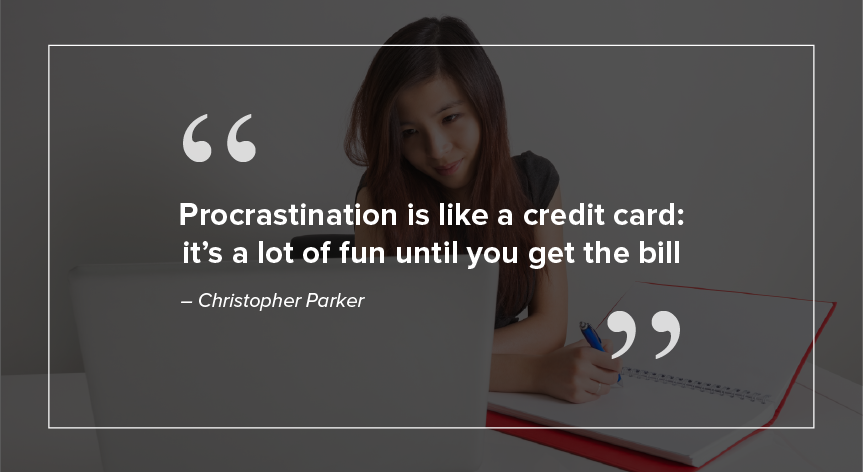 “
Procrastination is like a credit card:
it’s a lot of fun until you get the bill
– Christopher Parker
”